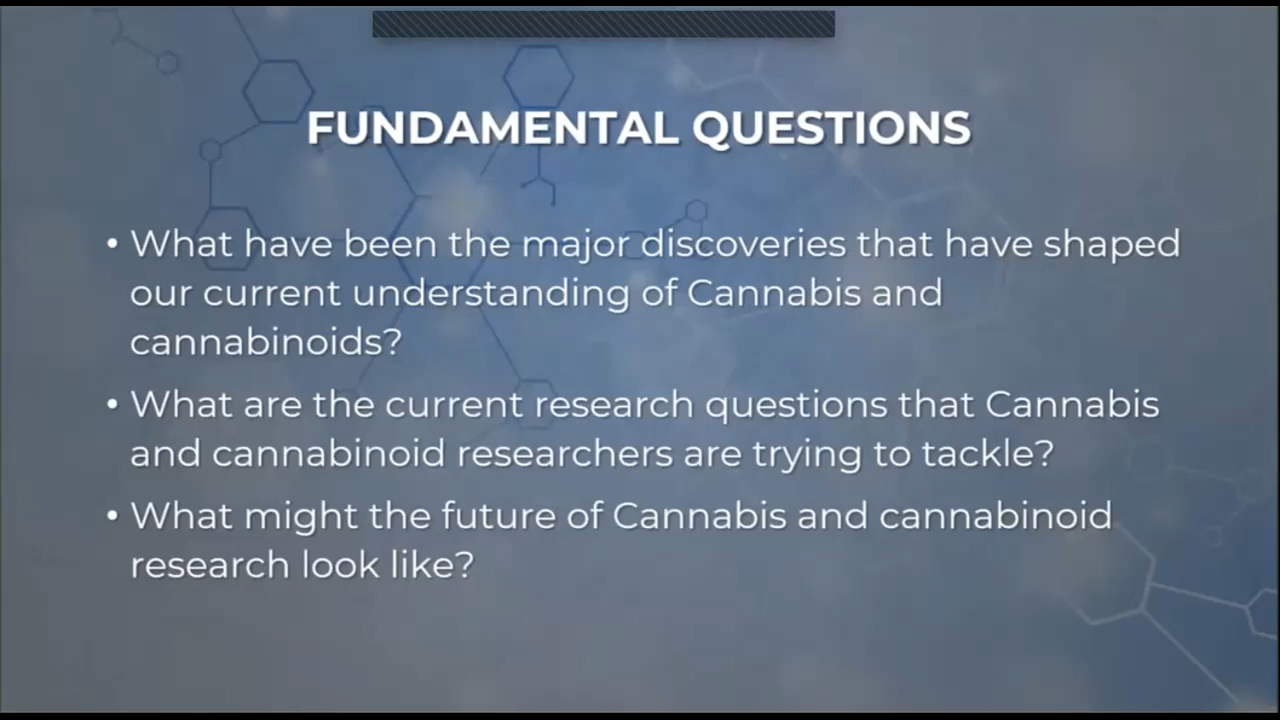 FUNDAMENTAL QUESTIONS
• What have been the major discoveries that have shaped
our current understanding of Cannabis and
cannabinoids?
• What are the current research questions that Cannabis
and cannabinoid researchers are trying to tackle?
• What might the future of Cannabis and cannabinoid
research look like?